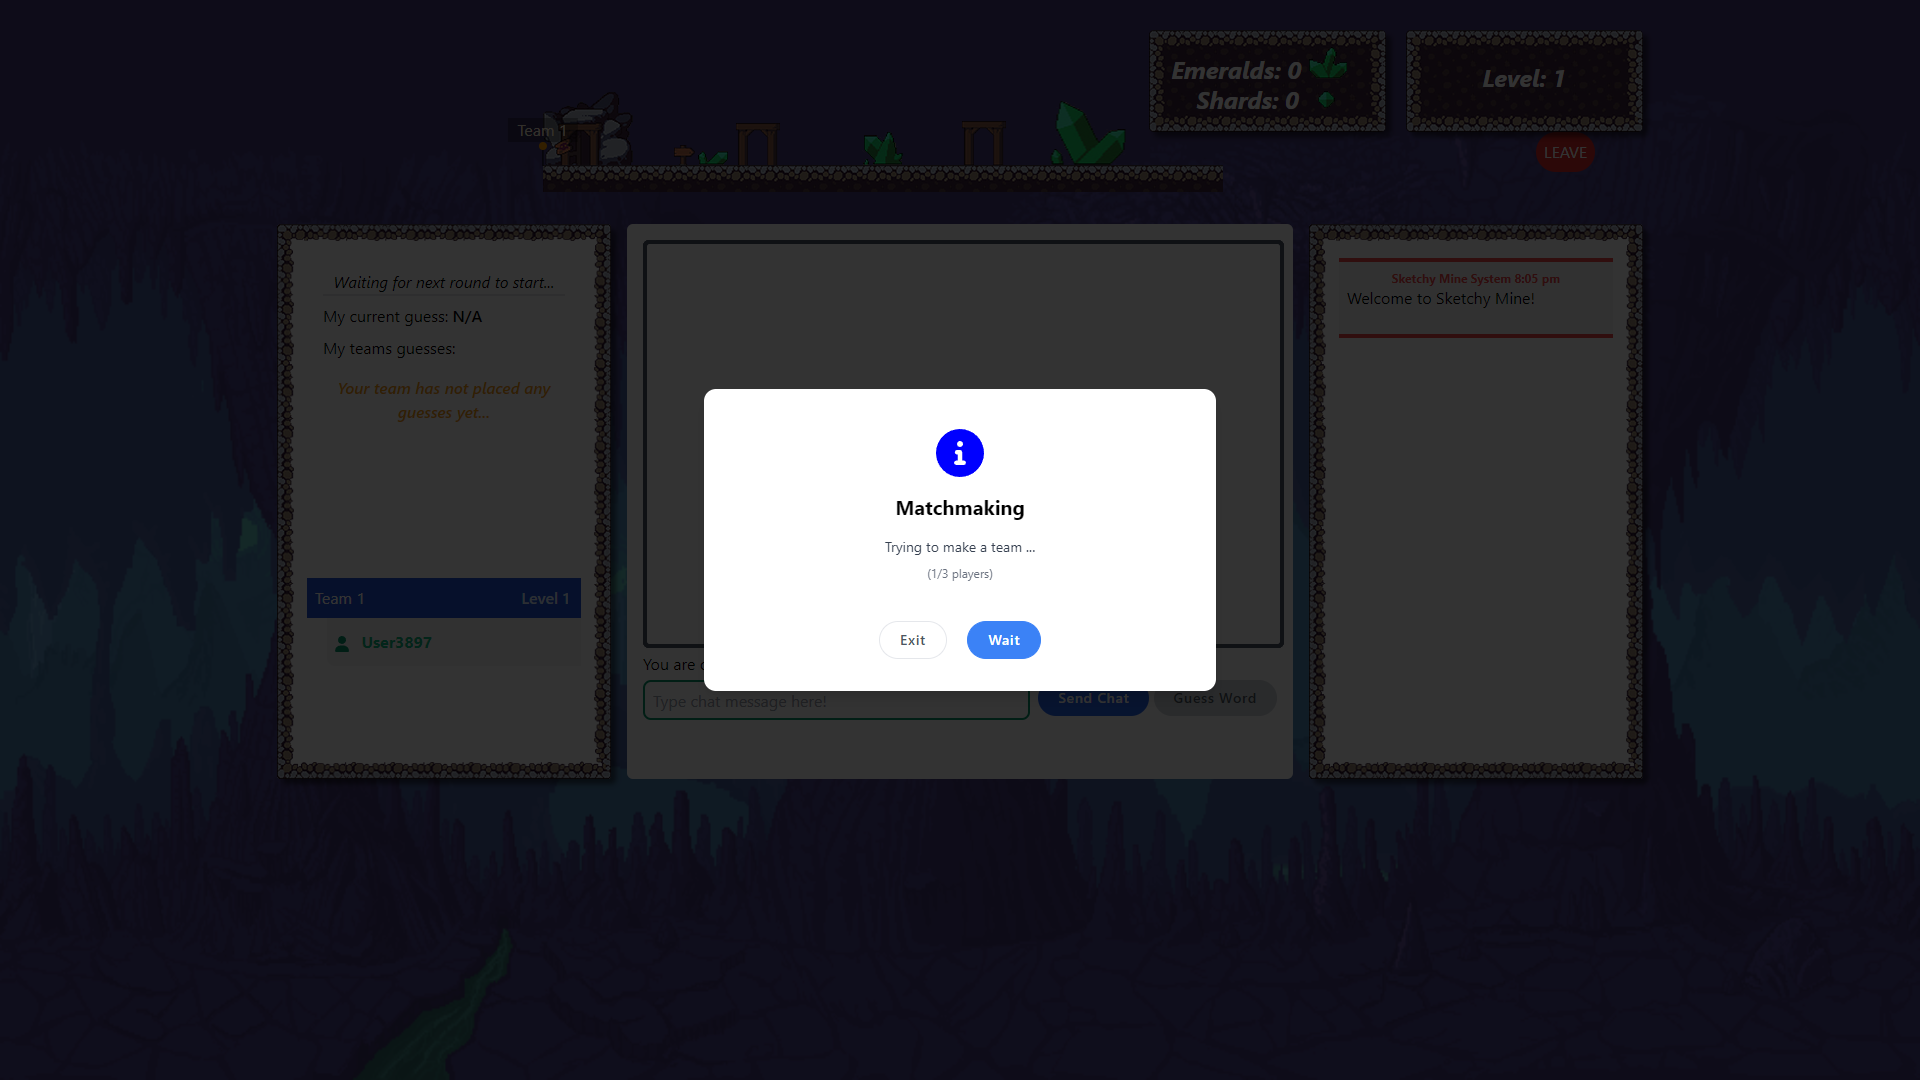 Emeralds: 0
Shards: 0
Level: 1
Team 1
LEAVE
Waiting for next round to start...
My current guess: N/A
My teams guesses:
Your team has not placed any
guesses yet...
Team 1 Level 1
User3897
Matchmaking
Trying to make a team ...
(1/3 players)
Exit Wait
You are
Type chat message here!
Send Chat
Guess Word
Sketchy Mine System 8:05 pm
Welcome to Sketchy Mine!